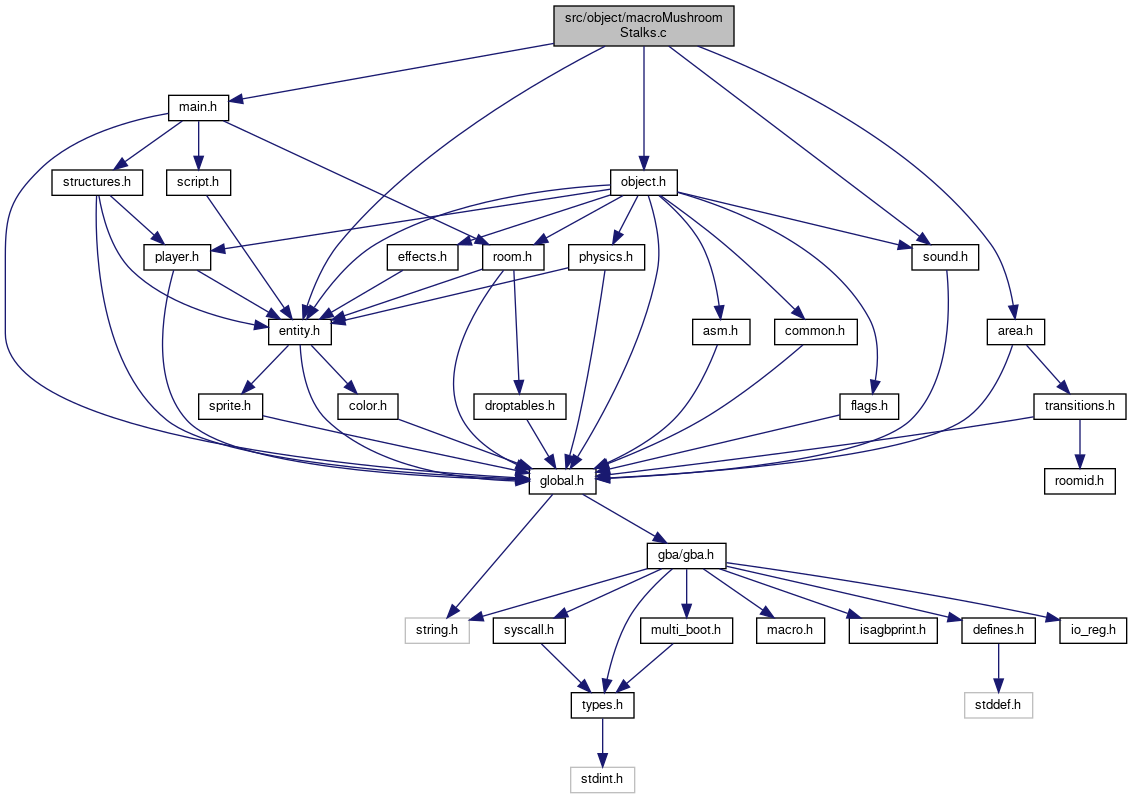 src/object/macroMushroom
Stalks.c
main.h
structures.h
script.h
object.h
player.h
effects.h
room.h
physics.h
sound.h
entity.h
asm.h
common.h
area.h
sprite.h
color.h
droptables.h
flags.h
transitions.h
global.h
roomid.h
gba/gba.h
string.h
syscall.h
multi_boot.h
macro.h
isagbprint.h
defines.h
io_reg.h
types.h
stddef.h
stdint.h